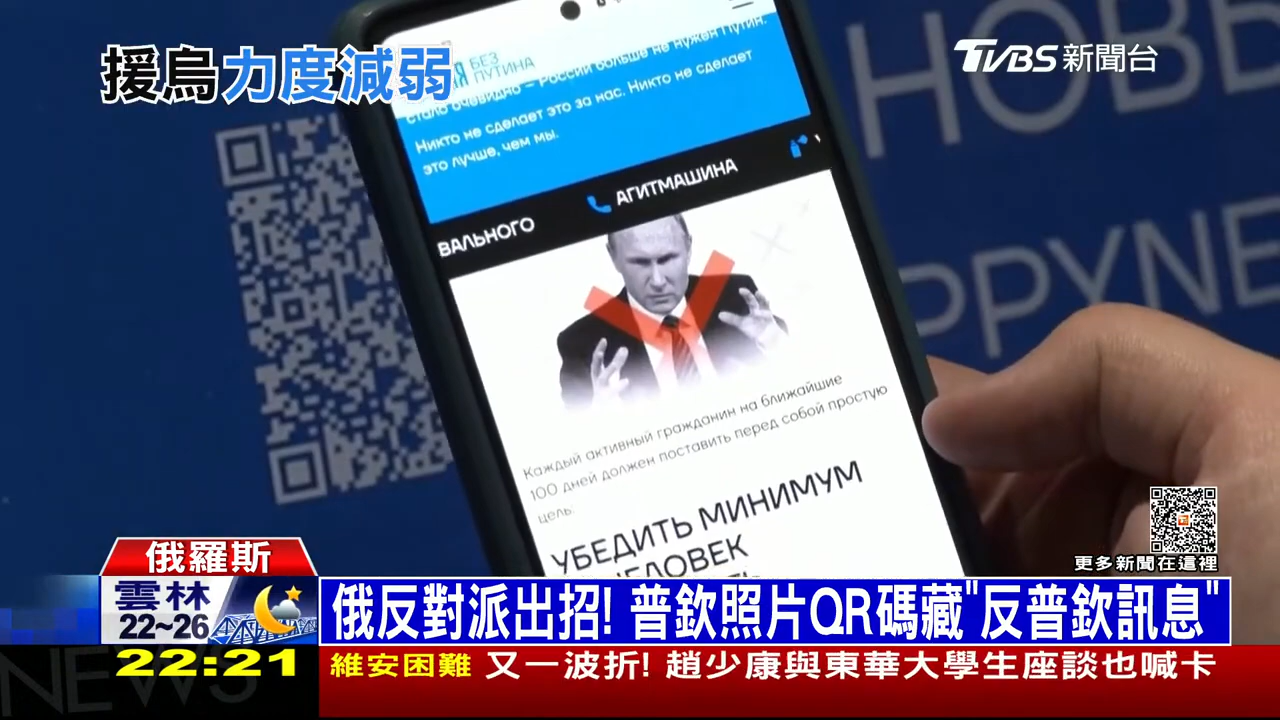 援烏力度減弱
TVBS新聞台
БЕЗ
ПУТИНА
стало очевидно – России больше не нужен Путин.
Никто не сделает это за нас. Никто не сделает
это лучше, чем мы.
ВАЛЬНОГО
АГИТМАШИНА
Каждый активный гражданин на ближайшие
100 дней должен поставить перед собой простую
цель:
УБЕДИТЬ МИНИМУМ
ЧЕЛОВЕК
НОВ
PPYNE
更多新聞在這裡
俄羅斯
雲林
22~26
俄反對派出招! 普欽照片QR碼藏"反普欽訊息"
NEWS
22:21
維安困難 又一波折! 趙少康與東華大學生座談也喊卡